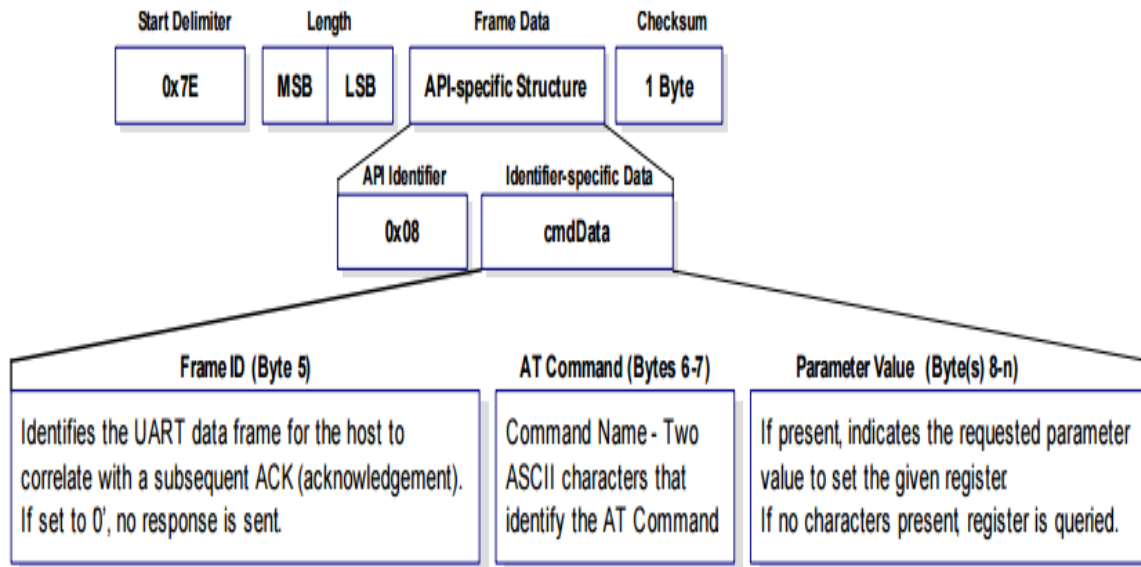 Start Delimiter Length Frame Data Checksum
0x7E MSB LSB API-specific Structure 1 Byte
API Identifier Identifier-specific Data
0x08 cmdData
Frame ID (Byte 5)
Identifies the UART data frame for the host to
correlate with a subsequent ACK (acknowledgement).
If set to 0', no response is sent.
AT Command (Bytes 6-7)
Command Name - Two
ASCII characters that
identify the AT Command
Parameter Value (Byte(s) 8-n)
If present, indicates the requested parameter
value to set the given register.
If no characters present, register is queried.